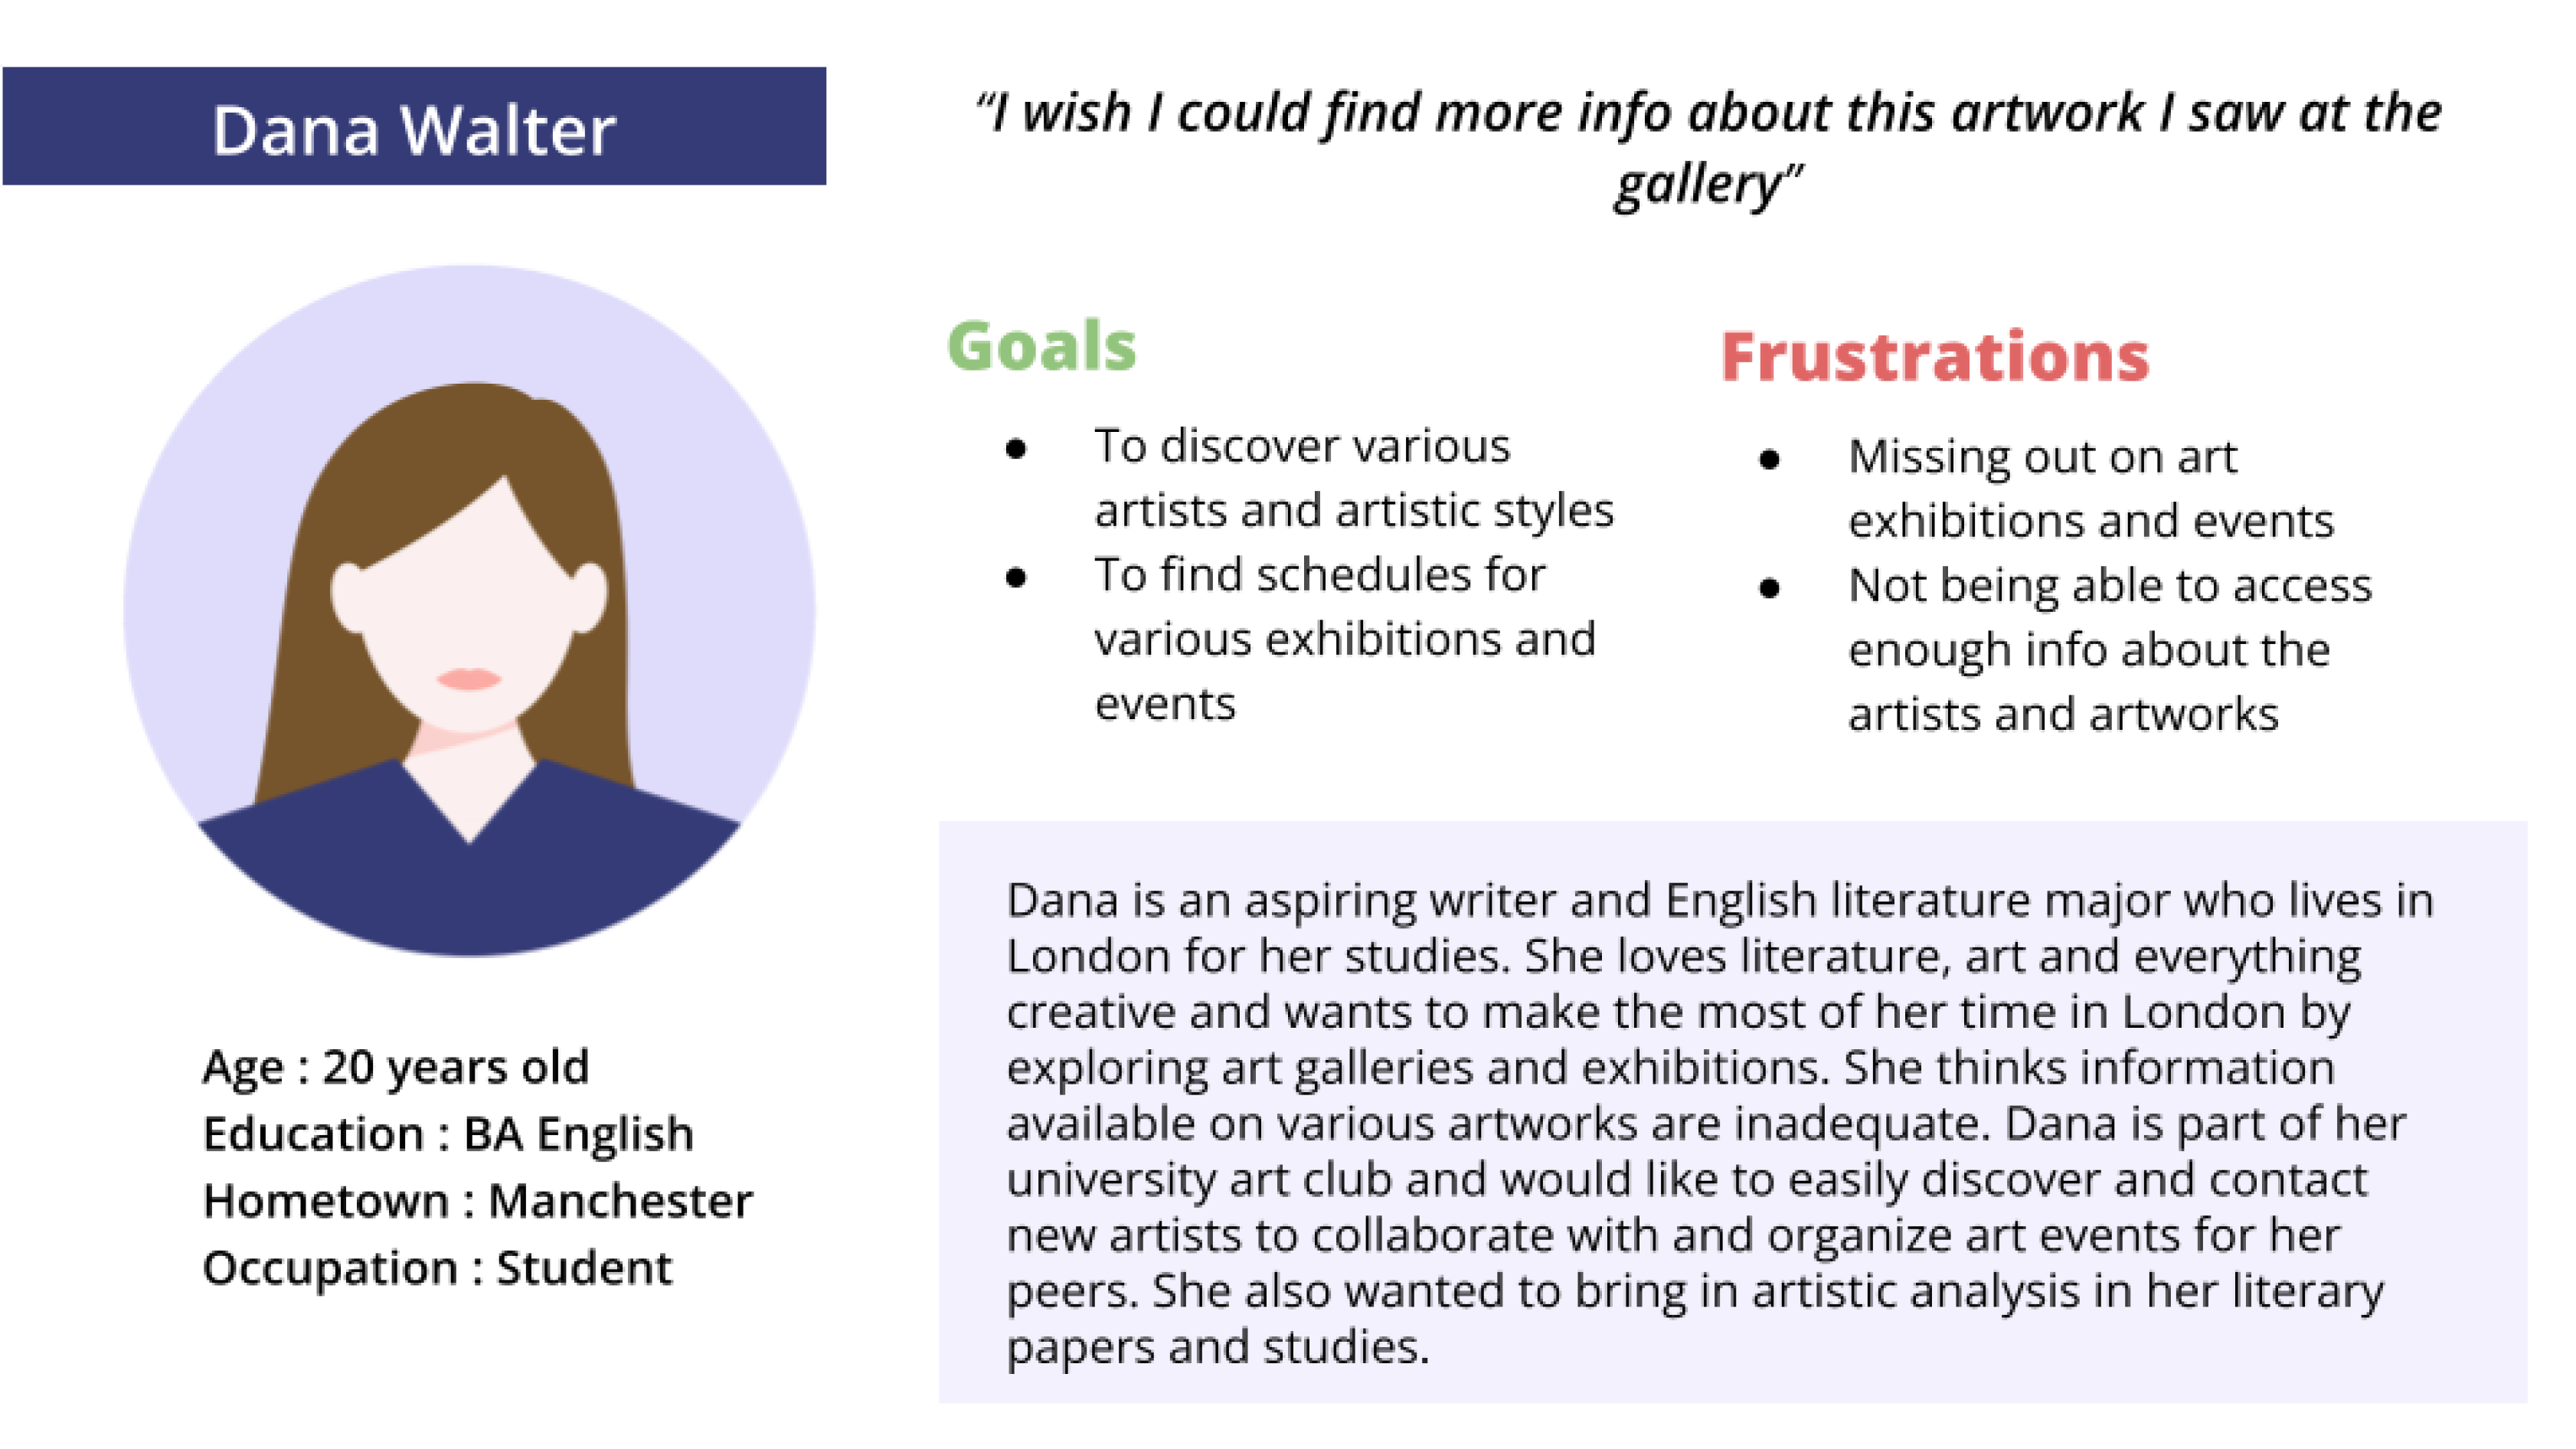 Dana Walter
“I wish I could find more info about this artwork I saw at the
gallery”
Goals
● To discover various
artists and artistic styles
● To find schedules for
various exhibitions and
events
Frustrations
● Missing out on art
exhibitions and events
● Not being able to access
enough info about the
artists and artworks
Age : 20 years old
Education : BA English
Hometown : Manchester
Occupation : Student
Dana is an aspiring writer and English literature major who lives in
London for her studies. She loves literature, art and everything
creative and wants to make the most of her time in London by
exploring art galleries and exhibitions. She thinks information
available on various artworks are inadequate. Dana is part of her
university art club and would like to easily discover and contact
new artists to collaborate with and organize art events for her
peers. She also wanted to bring in artistic analysis in her literary
papers and studies.